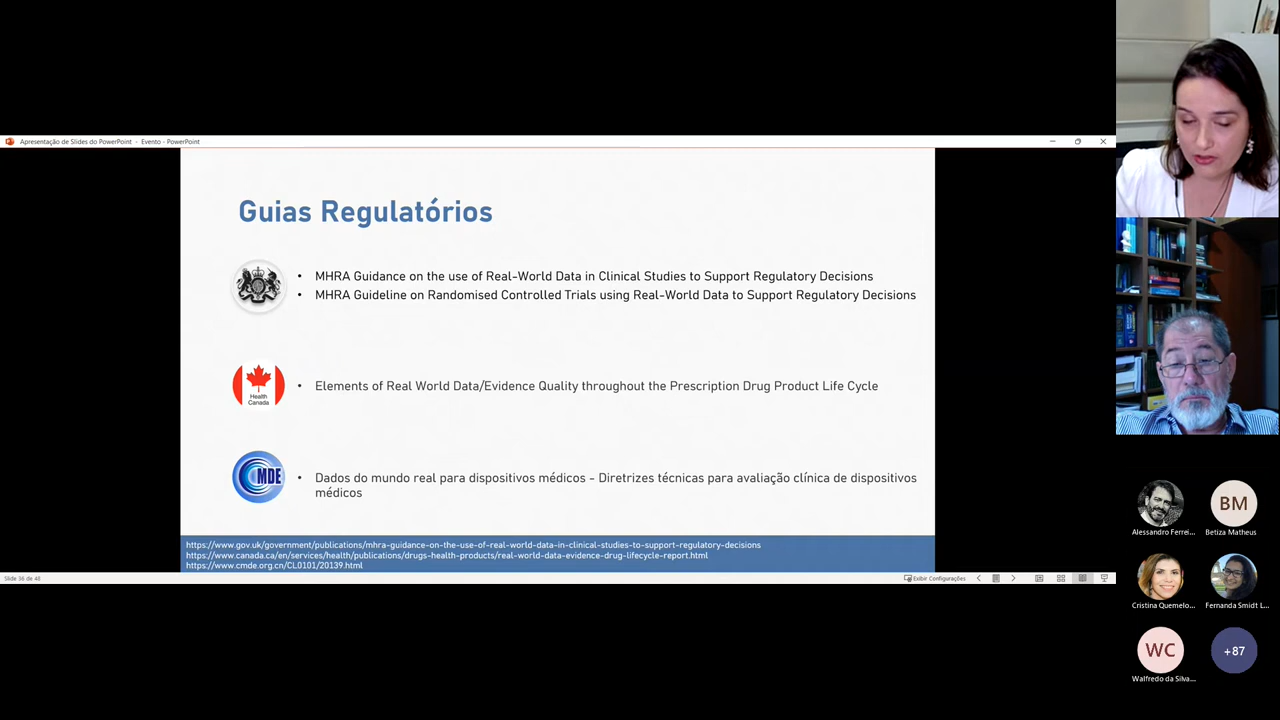 Apresentação de Slides do PowerPoint - Evento - PowerPoint
Guias Regulatórios
• MHRA Guidance on the use of Real-World Data in Clinical Studies to Support Regulatory Decisions
• MHRA Guideline on Randomised Controlled Trials using Real-World Data to Support Regulatory Decisions
Health
Canada
• Elements of Real World Data/Evidence Quality throughout the Prescription Drug Product Life Cycle
CMDE
• Dados do mundo real para dispositivos médicos - Diretrizes técnicas para avaliação clínica de dispositivos
médicos
https://www.gov.uk/government/publications/mhra-guidance-on-the-use-of-real-world-data-in-clinical-studies-to-support-regulatory-decisions
https://www.canada.ca/en/services/health/publications/drugs-health-products/real-world-data-evidence-drug-lifecycle-report.html
https://www.cmde.org.cn/CL0101/20139.html
Slide 36 de 40
Exibir Configurações
Alessandro Ferrei...
BM
Betiza Matheus
Cristina Quemelo...
Fernanda Smidt L...
WC
Walfredo da Silva...
+87